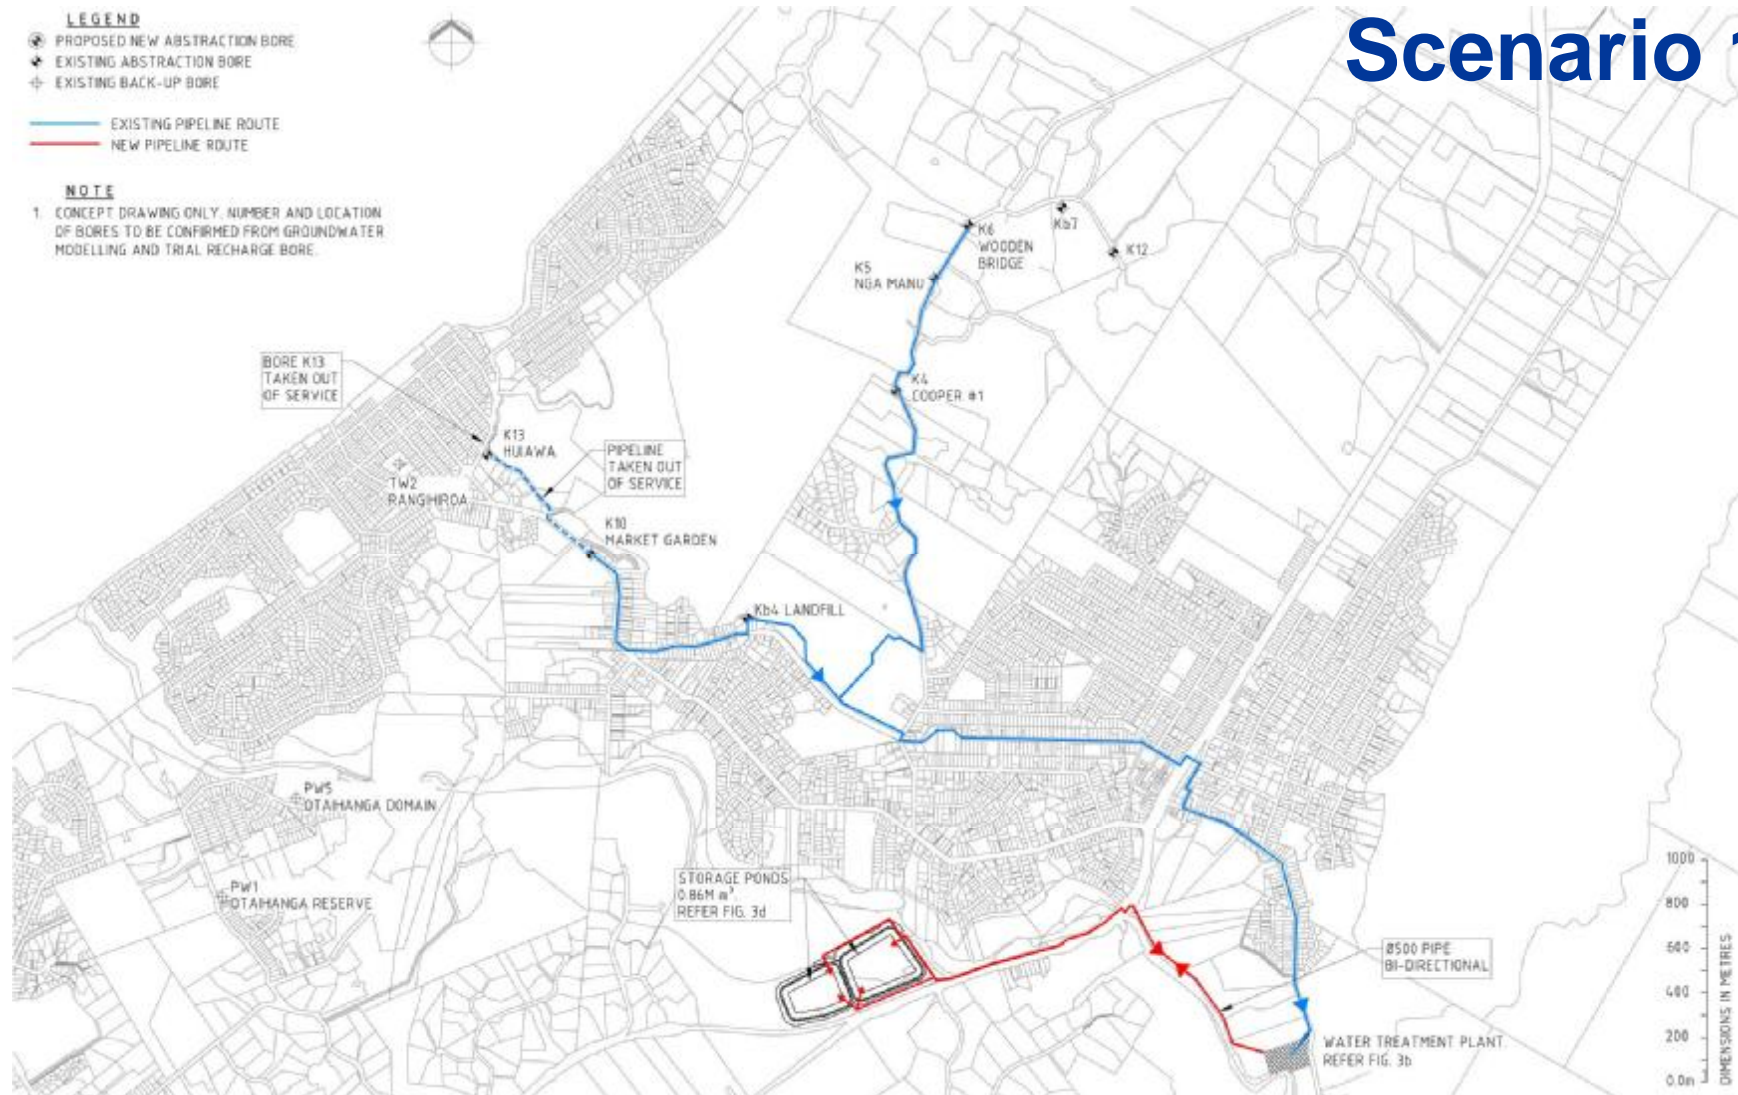 LEGEND
PROPOSED NEW ABSTRACTION BORE
EXISTING ABSTRACTION BORE
EXISTING BACK-UP BORE
EXISTING PIPELINE ROUTE
NEW PIPELINE ROUTE
NOTE
1. CONCEPT DRAWING ONLY. NUMBER AND LOCATION
OF BORES TO BE CONFIRMED FROM GROUNDWATER
MODELLING AND TRIAL RECHARGE BORE.
Scenario
K6
WOODEN
BRIDGE
Kb7
K12
K5
NGA MANU
K4
COOPER #1
BORE K13
TAKEN OUT
OF SERVICE
K13
HUIAWA
PIPELINE
TAKEN OUT
OF SERVICE
TW2
RANGIHIROA
K10
MARKET GARDEN
Kb4 LANDFILL
PW5
OTAIHANGA DOMAIN
PW1
OTAIHANGA RESERVE
STORAGE PONDS
0.86M m³
REFER FIG. 3d
Ø500 PIPE
BI-DIRECTIONAL
WATER TREATMENT PLANT
REFER FIG. 3b
1000
800
600
400
200
0.0m
DIMENSIONS IN METRES